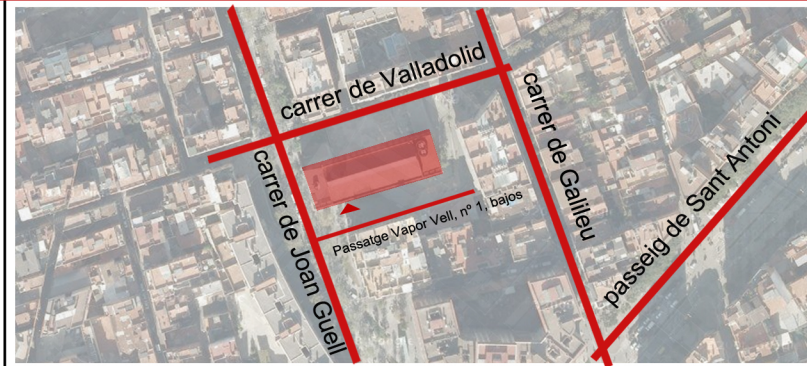 carrer de Valladolid
carrer de Joan Guell
Passatge Vapor Vell, nº 1, bajos
carrer de Galileu
passeig de Sant Antoni